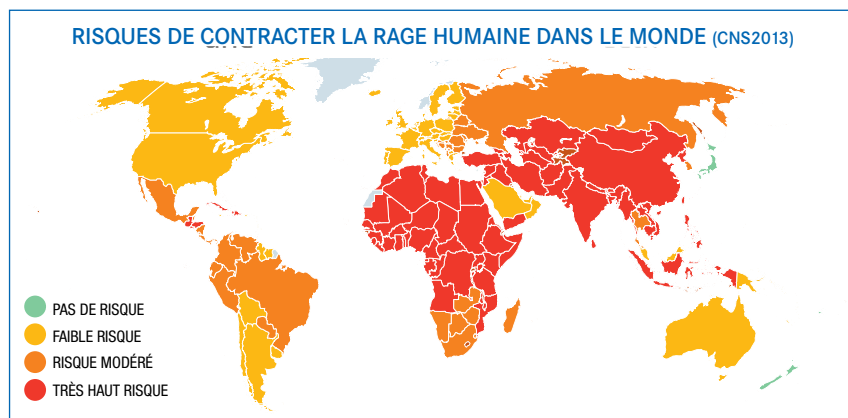 RISQUES DE CONTRACTER LA RAGE HUMAINE DANS LE MONDE (CNS2013)
PAS DE RISQUE
FAIBLE RISQUE
RISQUE MODÉRÉ
TRÈS HAUT RISQUE